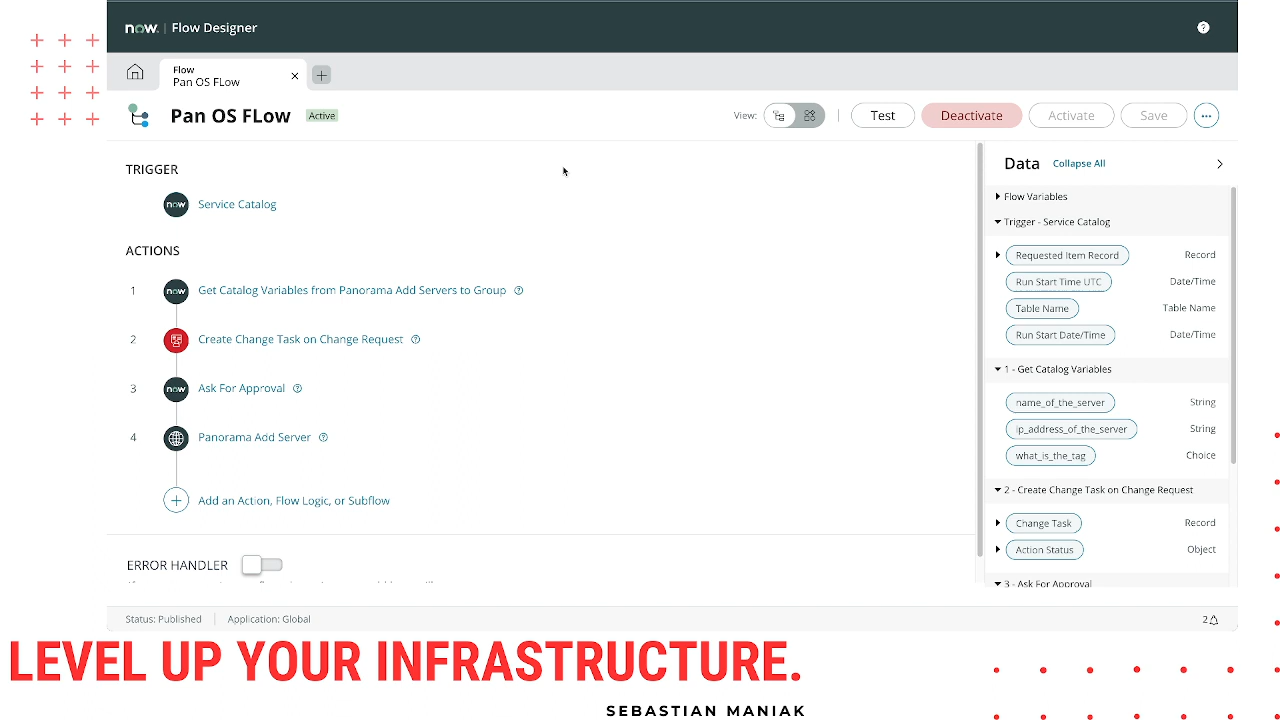 now. | Flow Designer
Flow
Pan OS FLow
Pan OS FLow
Active
View:
Test
Deactivate
Activate
Save
TRIGGER
now
Service Catalog
ACTIONS
1
now
Get Catalog Variables from Panorama Add Servers to Group
2
Create Change Task on Change Request
3
now
Ask For Approval
4
Panorama Add Server
Add an Action, Flow Logic, or Subflow
ERROR HANDLER
Data
Collapse All
Flow Variables
Trigger - Service Catalog
Requested Item Record
Record
Run Start Time UTC
Date/Time
Table Name
Table Name
Run Start Date/Time
Date/Time
1 - Get Catalog Variables
name_of_the_server
String
ip_address_of_the_server
String
what_is_the_tag
Choice
2 - Create Change Task on Change Request
Change Task
Record
Action Status
Object
3 - Ask For Approval
Status: Published
Application: Global
2
LEVEL UP YOUR INFRASTRUCTURE.
SEBASTIAN MANIAK